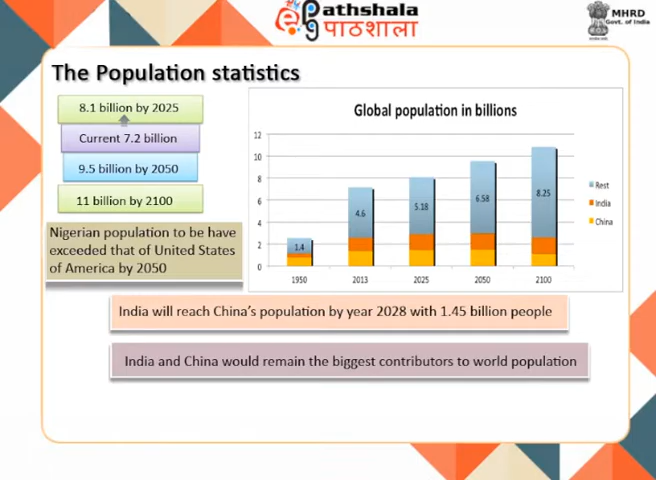 ePathshala
पाठशाला
MHRD
Govt. of India
The Population statistics
8.1 billion by 2025
Current 7.2 billion
9.5 billion by 2050
11 billion by 2100
Nigerian population to be have
exceeded that of United States
of America by 2050
Global population in billions
12
10
8
6
4
2
0
1.4
4.6
5.18
6.58
8.25
1950
2013
2025
2050
2100
Rest
India
China
India will reach China's population by year 2028 with 1.45 billion people
India and China would remain the biggest contributors to world population